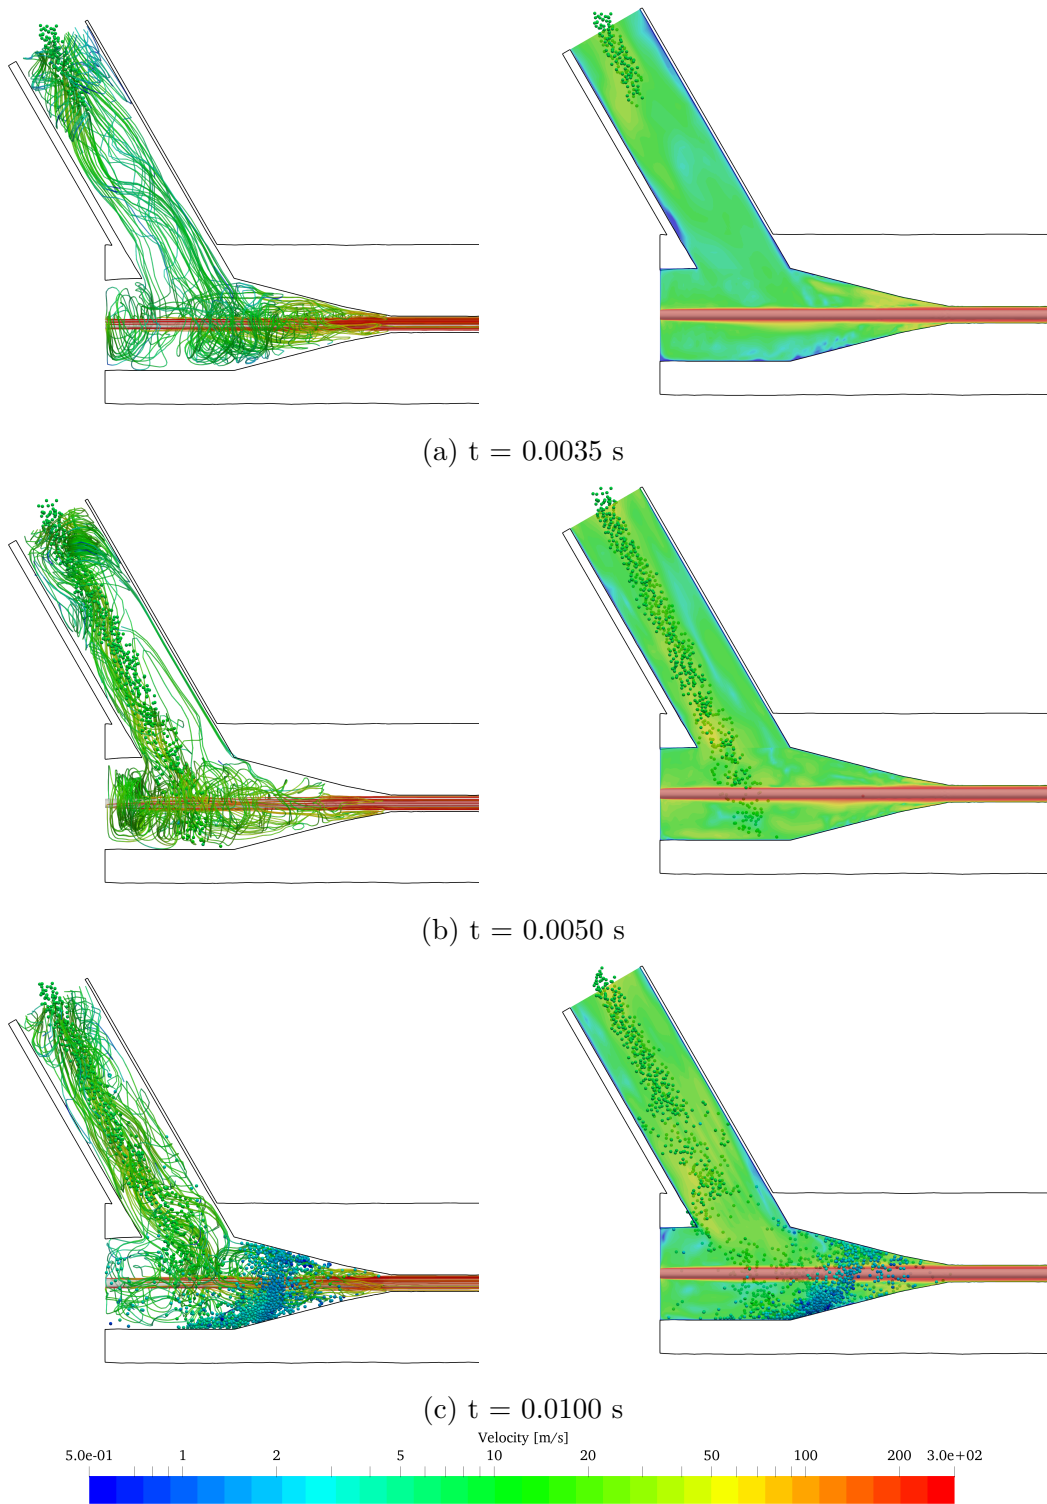 (a) t = 0.0035 s
(b) t = 0.0050 s
(c) t = 0.0100 s
Velocity [m/s]
5.0e-01 1 2 5 10 20 50 100 200 3.0e+02